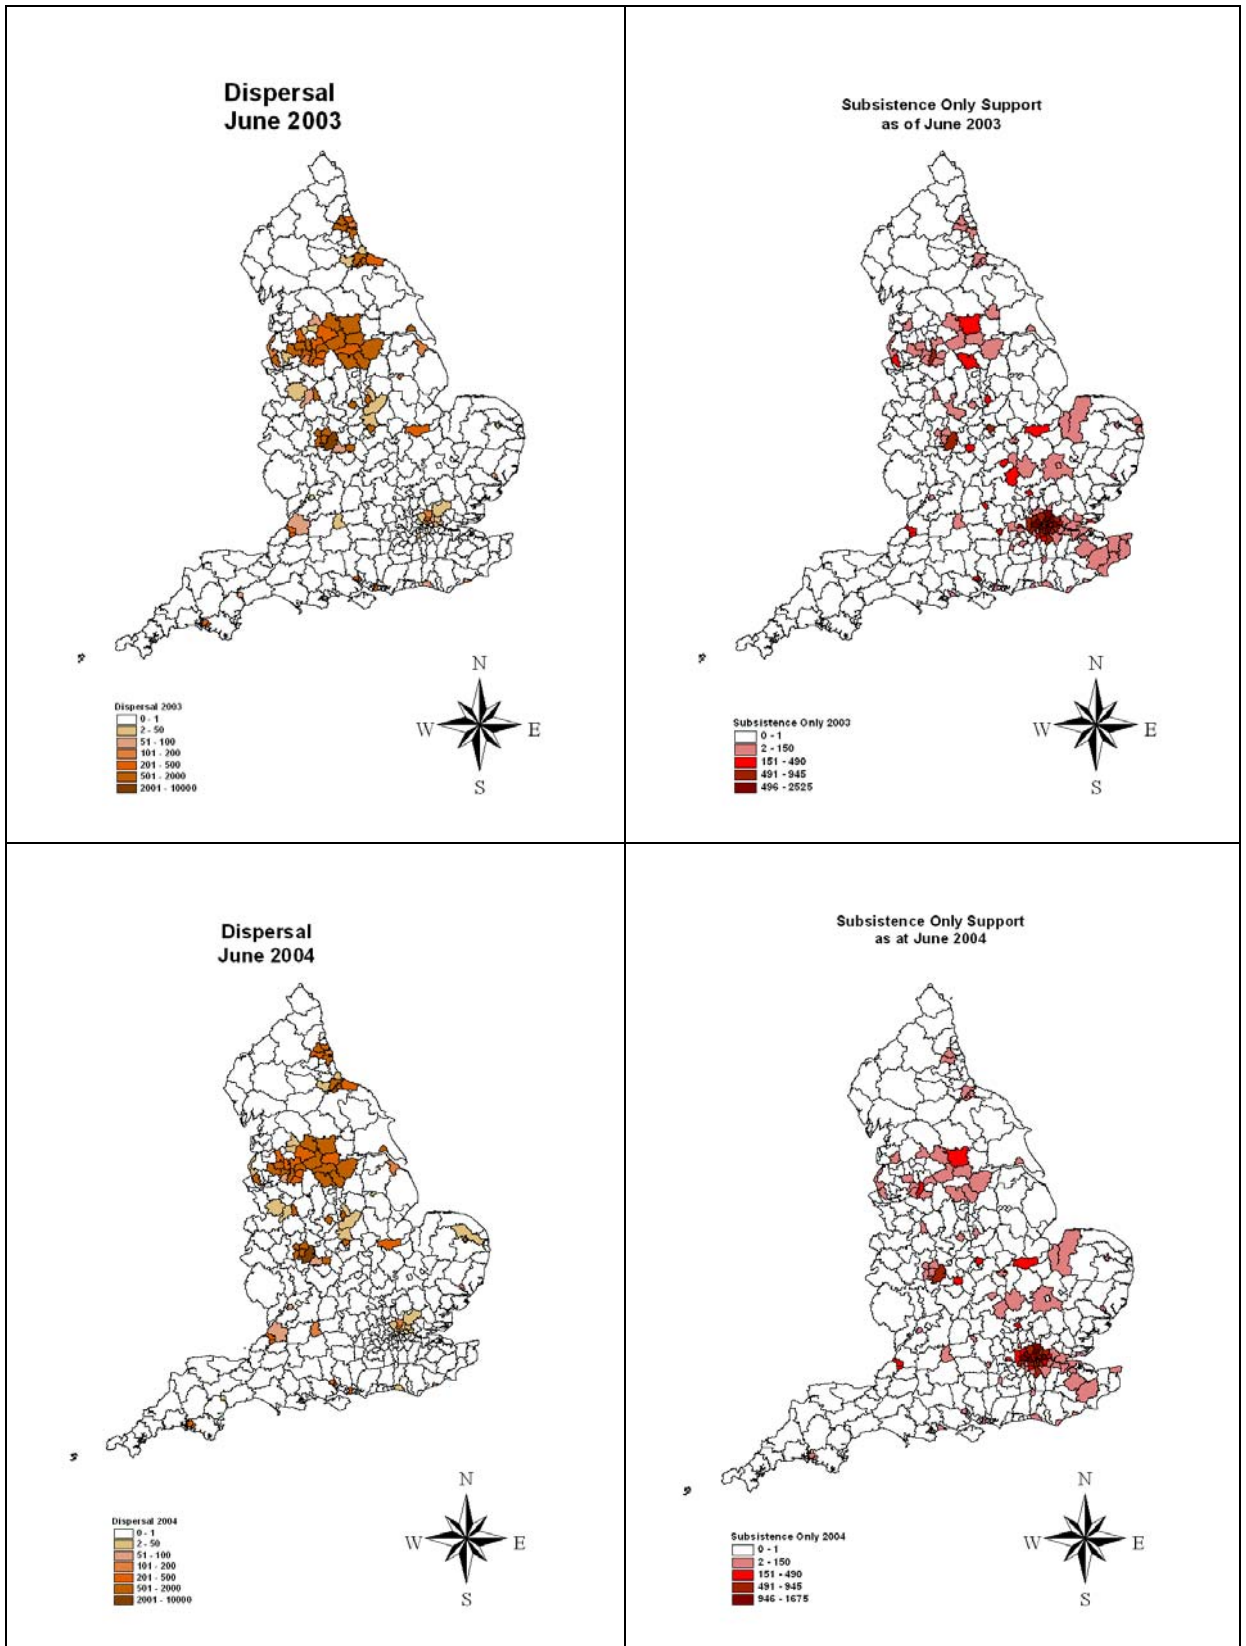 Dispersal
June 2003
N
W E
S
Dispersal 2003
0 - 1
2 - 50
51 - 100
101 - 200
201 - 500
501 - 2000
2001 - 10000
Subsistence Only Support
as of June 2003
N
W E
S
Subsistence Only 2003
0 - 1
2 - 150
151 - 490
491 - 945
496 - 2525
Dispersal
June 2004
N
W E
S
Dispersal 2004
0 - 1
2 - 50
51 - 100
101 - 200
201 - 500
501 - 2000
2001 - 10000
Subsistence Only Support
as at June 2004
N
W E
S
Subsistence Only 2004
0 - 1
2 - 150
151 - 490
491 - 945
946 - 1675